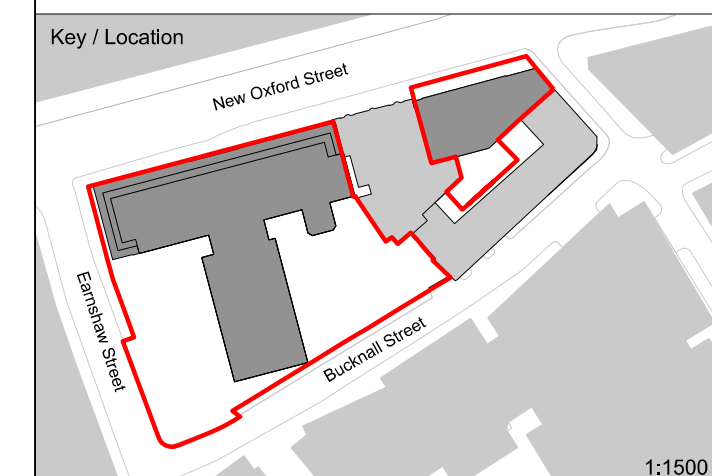 Key / Location
New Oxford Street
Earnshaw Street
Bucknall Street
1:1500